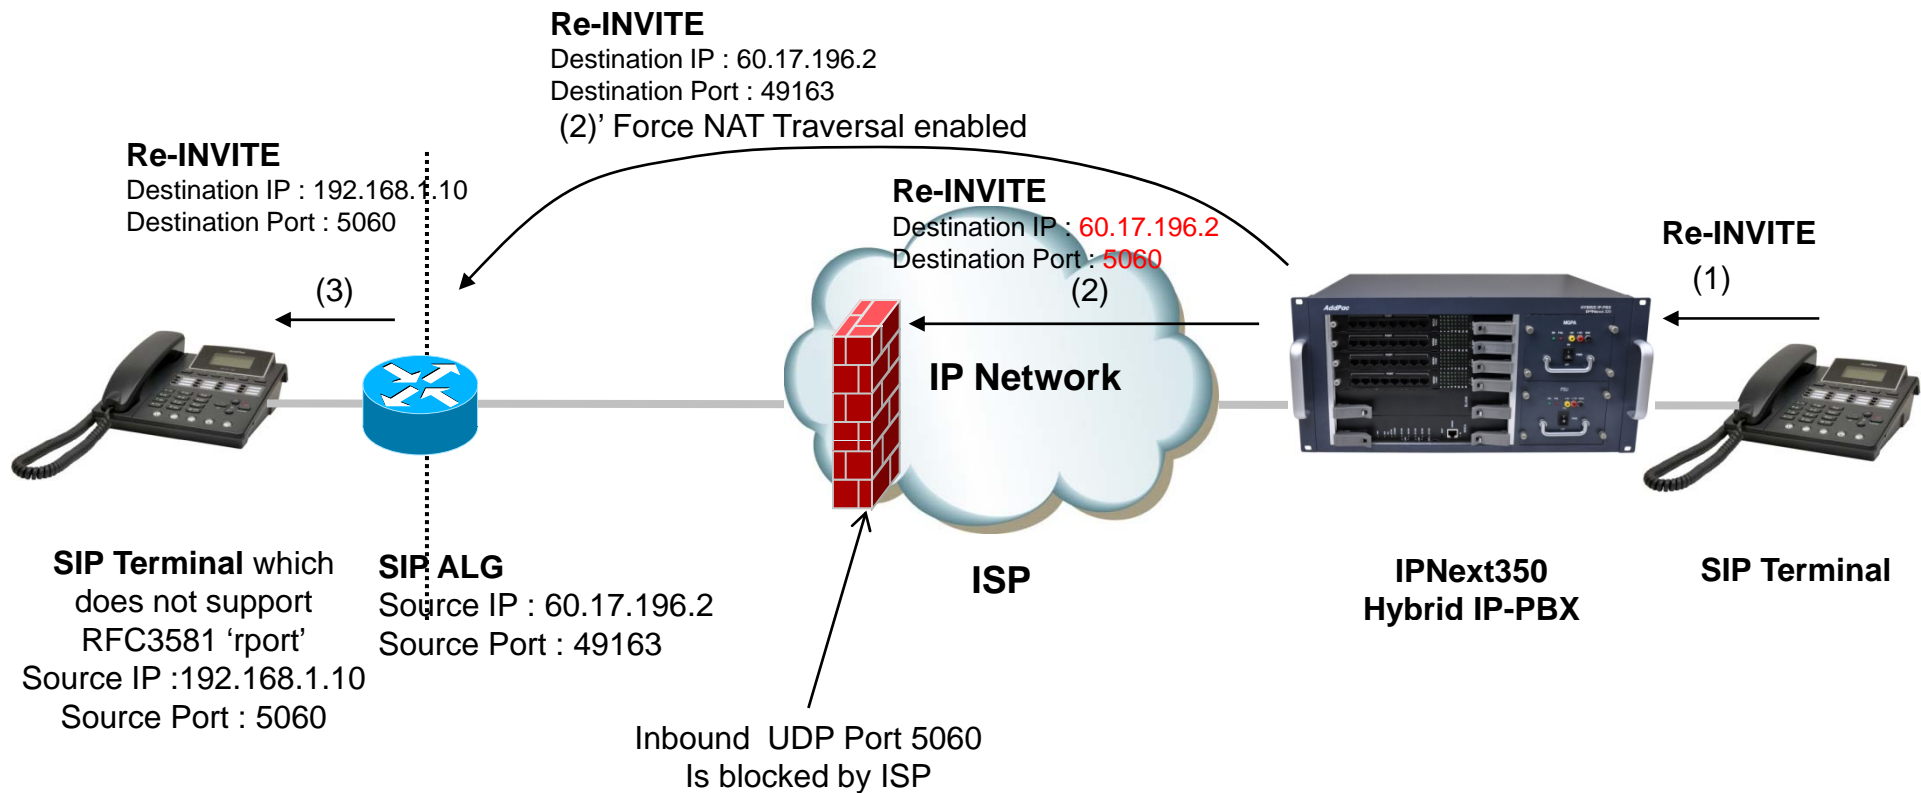 Re-INVITE
Destination IP : 60.17.196.2
Destination Port : 49163
(2)’ Force NAT Traversal enabled
Re-INVITE
Destination IP : 192.168.1.10
Destination Port : 5060
(3)
Re-INVITE
Destination IP : 60.17.196.2
Destination Port : 5060
(2)
Re-INVITE
(1)
IP Network
AddPac
SIP Terminal which
does not support
RFC3581 ‘rport’
Source IP :192.168.1.10
Source Port : 5060
SIP ALG
Source IP : 60.17.196.2
Source Port : 49163
ISP
IPNext350
Hybrid IP-PBX
SIP Terminal
Inbound UDP Port 5060
Is blocked by ISP